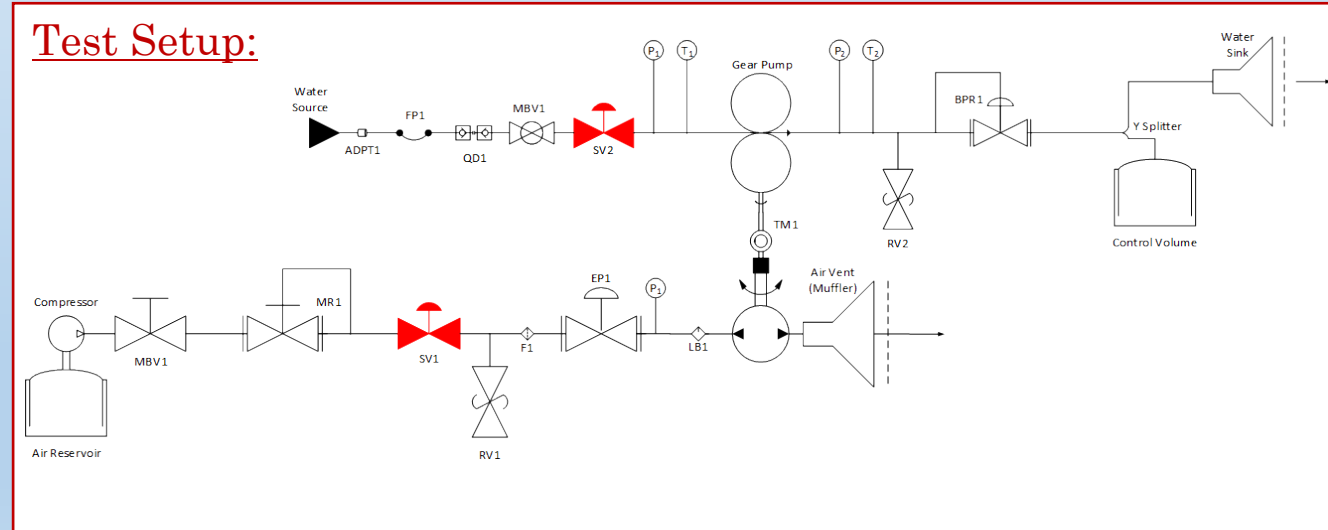 Test Setup:
Water
Source
ADPT1
FP1
QD1
MBV1
SV2
P1
T1
Gear Pump
P2
T2
RV2
BPR1
Y Splitter
Water
Sink
Control Volume
TM1
Compressor
Air Reservoir
MBV1
MR1
SV1
RV1
F1
EP1
P1
LB1
Air Vent
(Muffler)